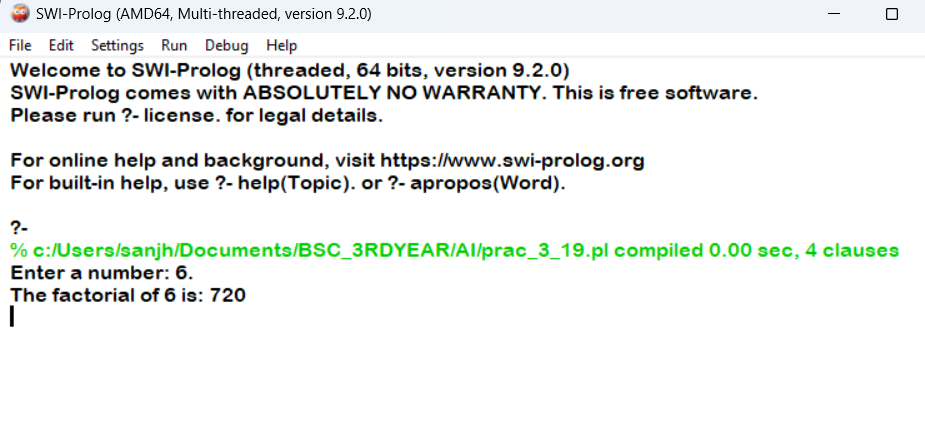 SWI-Prolog (AMD64, Multi-threaded, version 9.2.0)
File Edit Settings Run Debug Help
Welcome to SWI-Prolog (threaded, 64 bits, version 9.2.0)
SWI-Prolog comes with ABSOLUTELY NO WARRANTY. This is free software.
Please run ?- license. for legal details.
For online help and background, visit https://www.swi-prolog.org
For built-in help, use ?- help(Topic). or ?- apropos(Word).
?-
% c:/Users/sanjh/Documents/BSC_3RDYEAR/AI/prac_3_19.pl compiled 0.00 sec, 4 clauses
Enter a number: 6.
The factorial of 6 is: 720